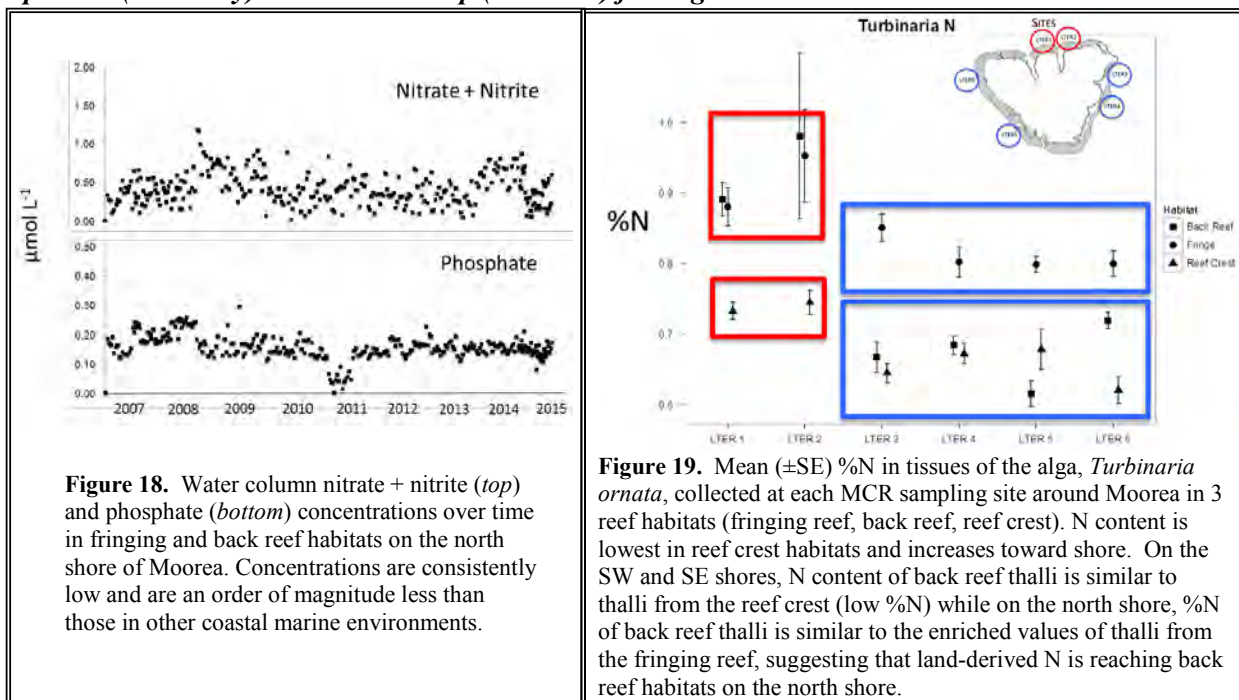 2.00
1.50
1.00
0.50
0.00
Nitrate + Nitrite
μmol L-1
0.50
0.40
0.30
0.20
0.10
0.00
Phosphate
2007 2008 2009 2010 2011 2012 2013 2014 2015
Figure 18. Water column nitrate + nitrite (top)
and phosphate (bottom) concentrations over time
in fringing and back reef habitats on the north
shore of Moorea. Concentrations are consistently
low and are an order of magnitude less than
those in other coastal marine environments.
Turbinaria N
SITES
LTER1 LTER2
%N
0.9
0.8
0.7
0.6
Habitat
Back Reef
Fringe
Reef Crest
LTER 1 LTER 2 LTER 3 LTER 4 LTER 5 LTER 6
Figure 19. Mean (±SE) %N in tissues of the alga, Turbinaria
ornata, collected at each MCR sampling site around Moorea in 3
reef habitats (fringing reef, back reef, reef crest). N content is
lowest in reef crest habitats and increases toward shore. On the
SW and SE shores, N content of back reef thalli is similar to
thalli from the reef crest (low %N) while on the north shore, %N
of back reef thalli is similar to the enriched values of thalli from
the fringing reef, suggesting that land-derived N is reaching back
reef habitats on the north shore.